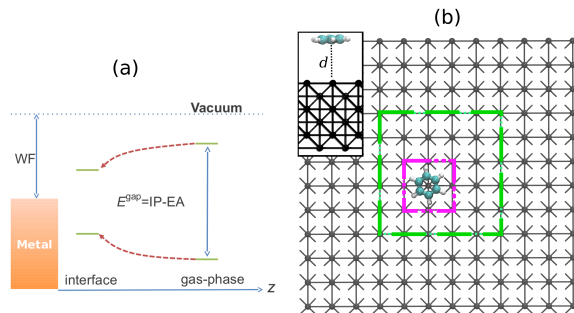 (a)
Vacuum
WF
E^gap=IP-EA
Metal
interface
gas-phase
z
(b)
d